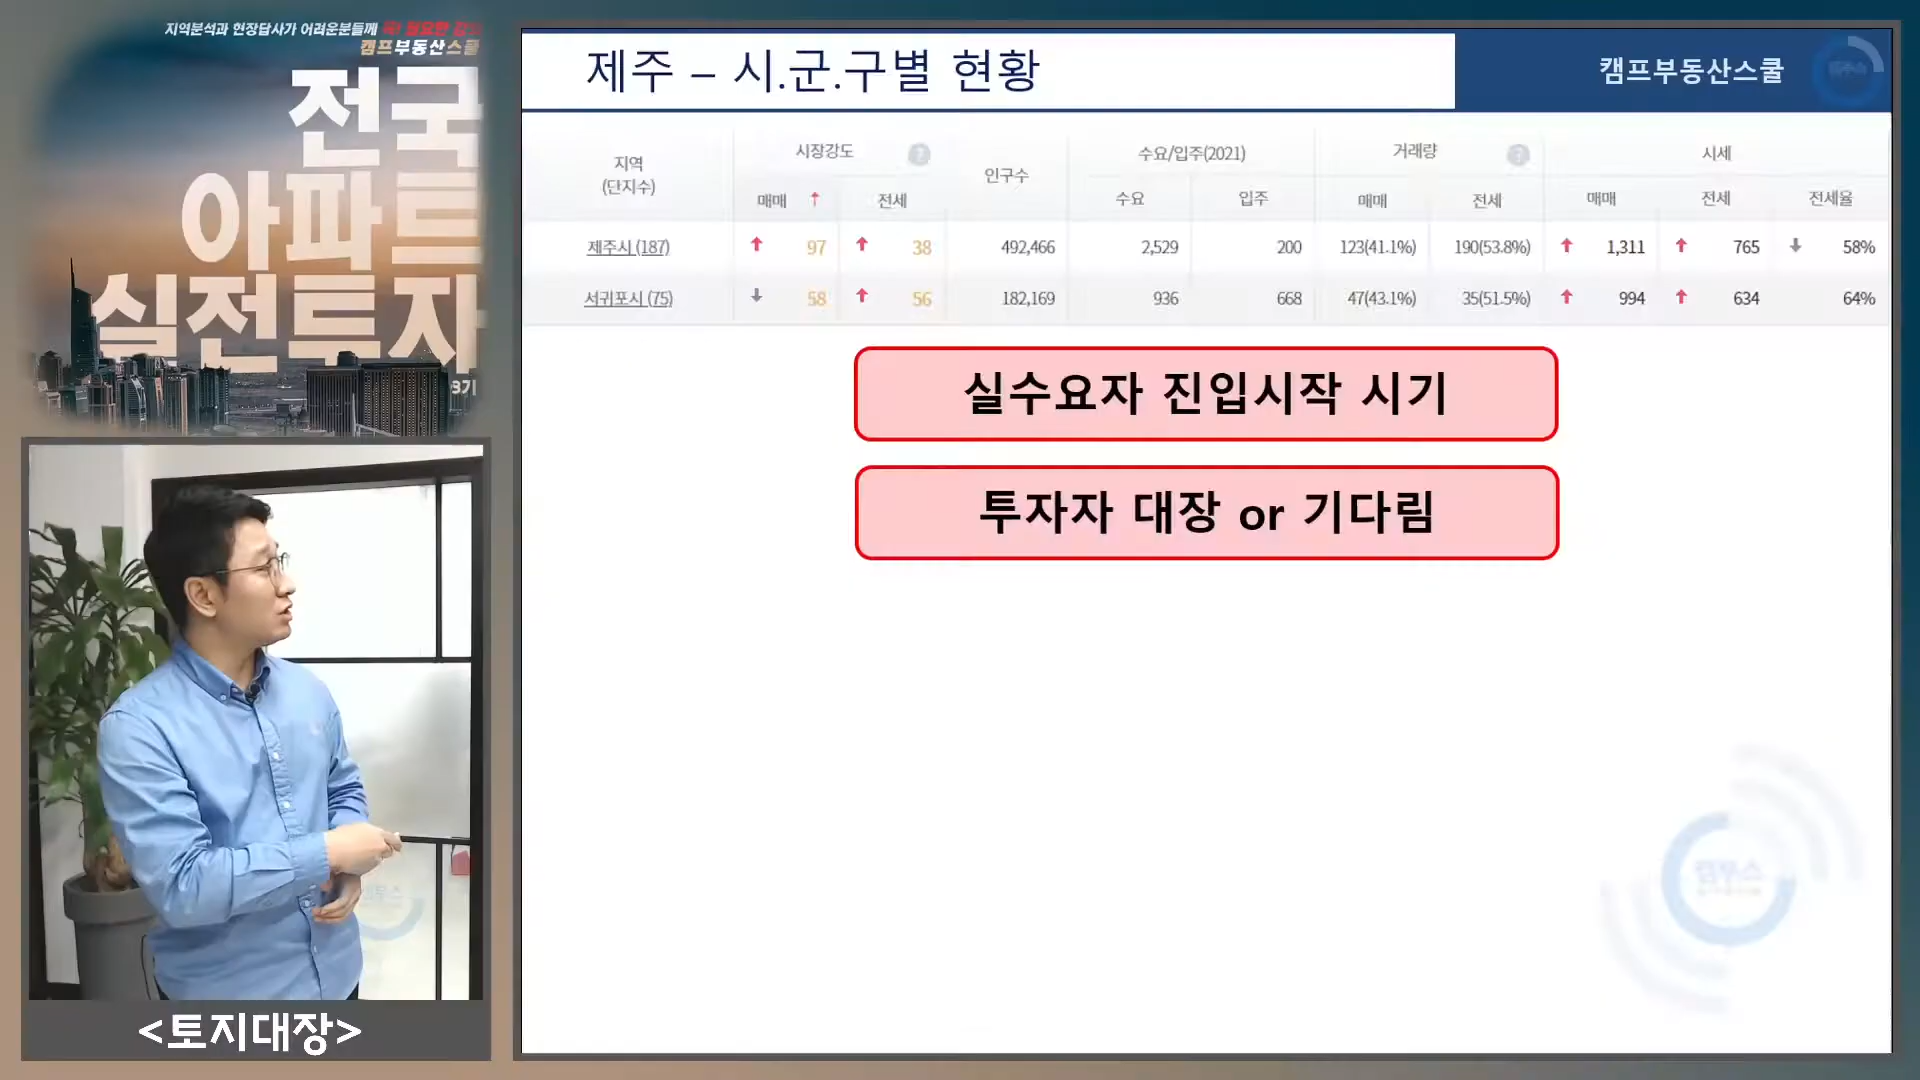 지역분석과 현장답사가 어려운분들께 꼭! 필요한 강의
캠프부동산스쿨
전국
아파트
실전투자
3기
<토지대장>
제주 – 시.군.구별 현황
캠프부동산스쿨
지역
(단지수)
시장강도 ?
인구수
수요/입주(2021)
거래량 ?
시세
매매 ↑ 전세 수요 입주 매매 전세 매매 전세 전세율
제주시 (187) ↑ 97 ↑ 38 492,466 2,529 200 123(41.1%) 190(53.8%) ↑ 1,311 ↑ 765 ↓ 58%
서귀포시 (75) ↓ 58 ↑ 56 182,169 936 668 47(43.1%) 35(51.5%) ↑ 994 ↑ 634 64%
실수요자 진입시작 시기
투자자 대장 or 기다림
캠부스